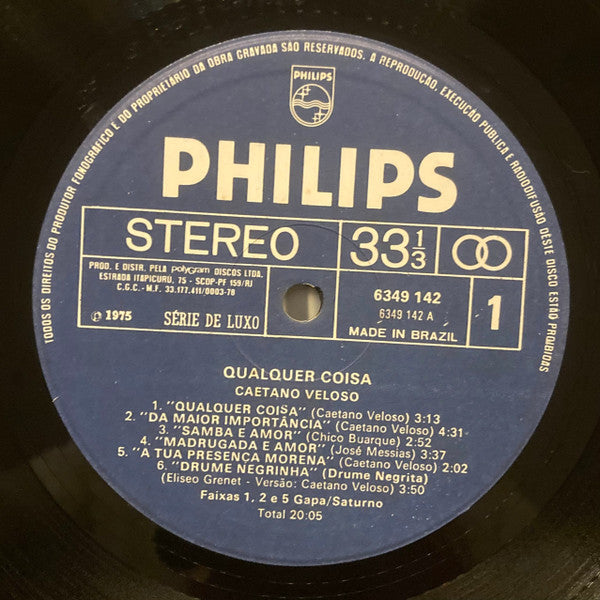 TODOS OS DIREITOS DO PRODUTOR FONOGRÁFICO E DO PROPRIETÁRIO DA OBRA GRAVADA SÃO RESERVADOS. A REPRODUÇÃO, EXECUÇÃO PÚBLICA E RADIODIFUSÃO DÊSTE DISCO ESTÃO PROIBIDAS
PHILIPS
PHILIPS
STEREO 33 1/3
PROD. E DISTR. PELA polygram DISCOS LTDA.
ESTRADA ITAPICURÚ, 75 - SCDP-PF 159/RJ
C.G.C.-M.F. 33.177.411/0003-78
℗ 1975 SÉRIE DE LUXO
6349 142
6349 142 A
MADE IN BRAZIL
1
QUALQUER COISA
CAETANO VELOSO
1. "QUALQUER COISA" (Caetano Veloso) 3:13
2. "DA MAIOR IMPORTÂNCIA" (Caetano Veloso) 4:31
3. "SAMBA E AMOR" (Chico Buarque) 2:52
4. "MADRUGADA E AMOR" (José Messias) 3:37
5. "A TUA PRESENÇA MORENA" (Caetano Veloso) 2:02
6. "DRUME NEGRINHA" (Drume Negrita)
(Eliseo Grenet - Versão: Caetano Veloso) 3:50
Faixas 1, 2 e 5 Gapa/Saturno
Total 20:05